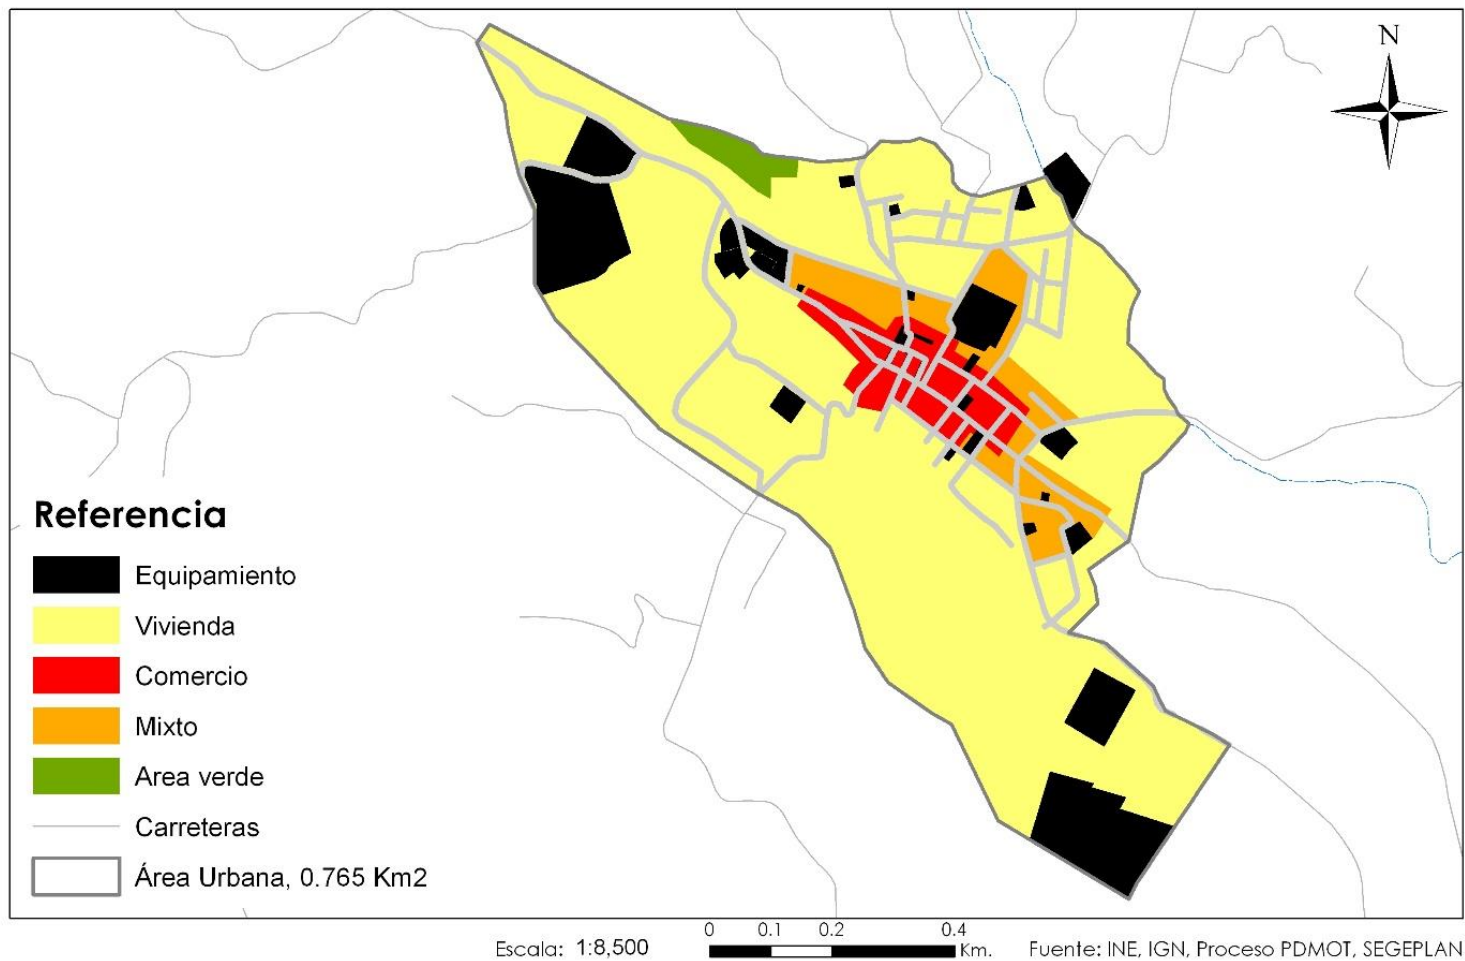 N
Referencia
Equipamiento
Vivienda
Comercio
Mixto
Area verde
Carreteras
Área Urbana, 0.765 Km2
0 0.1 0.2 0.4
Escala: 1:8,500 Km. Fuente: INE, IGN, Proceso PDMOT, SEGEPLAN